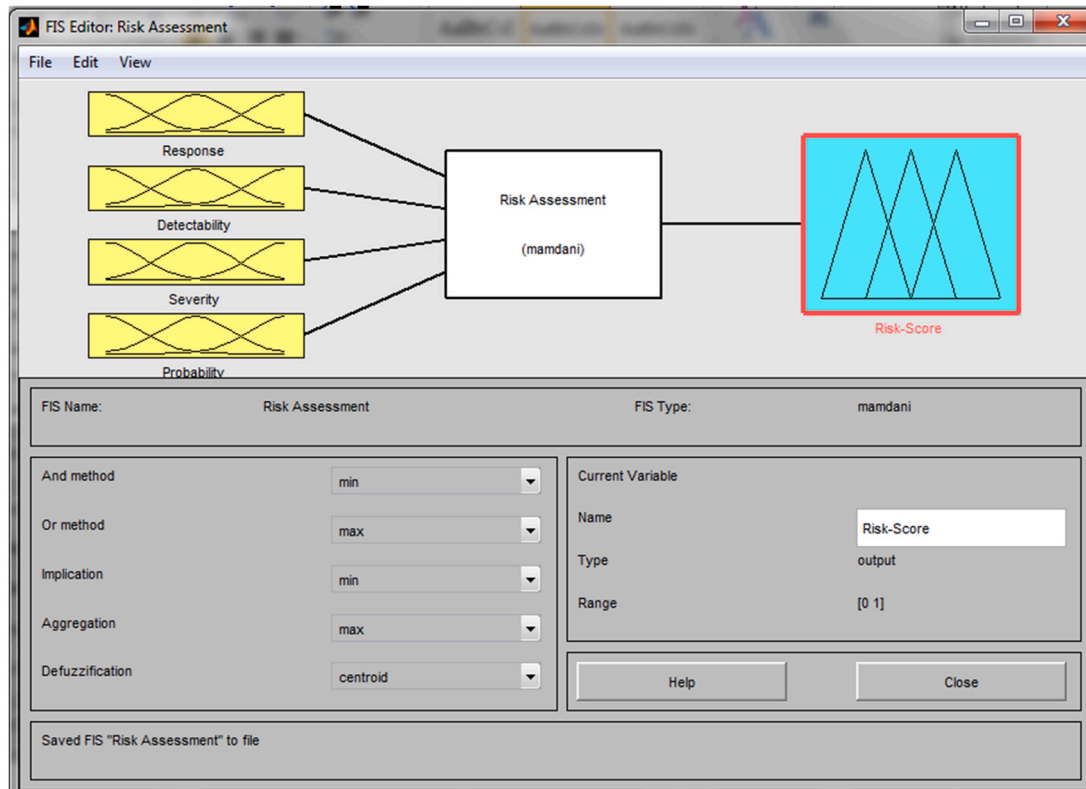 FIS Editor: Risk Assessment
File Edit View
Response
Detectability
Severity
Probability
Risk Assessment
(mamdani)
Risk-Score
FIS Name: Risk Assessment FIS Type: mamdani
And method min
Or method max
Implication min
Aggregation max
Defuzzification centroid
Current Variable
Name Risk-Score
Type output
Range [0 1]
Help Close
Saved FIS "Risk Assessment" to file